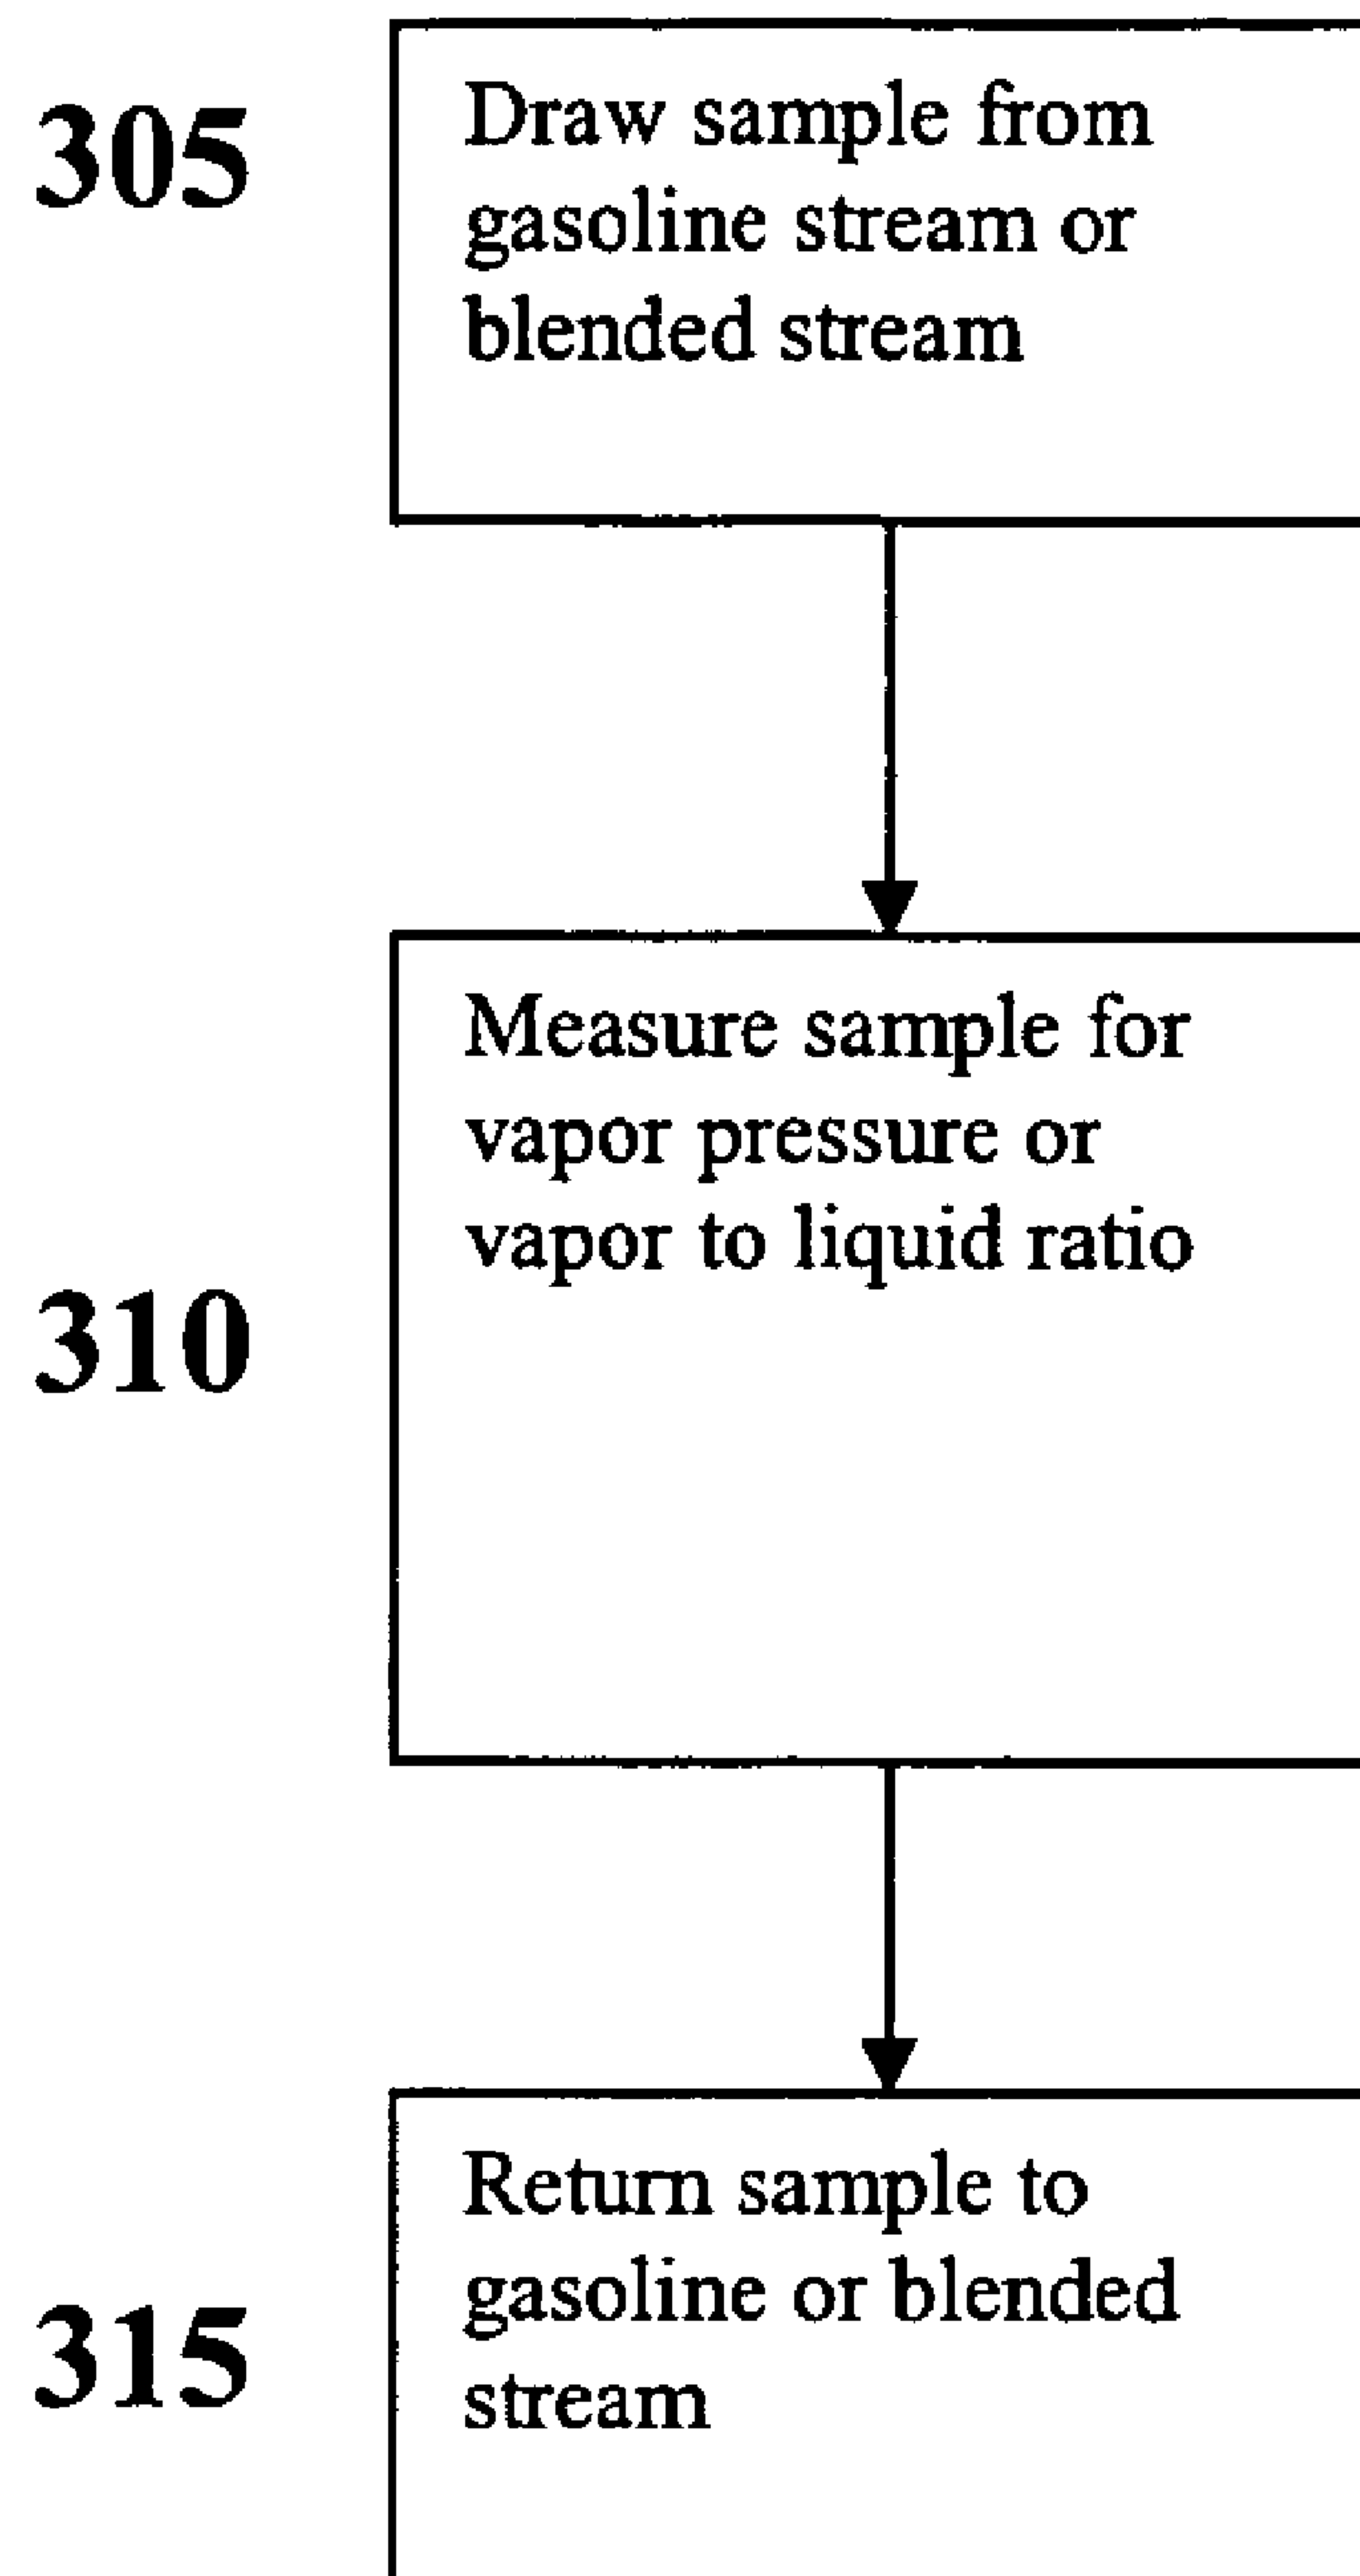 305
Draw sample from
gasoline stream or
blended stream
310
Measure sample for
vapor pressure or
vapor to liquid ratio
315
Return sample to
gasoline or blended
stream